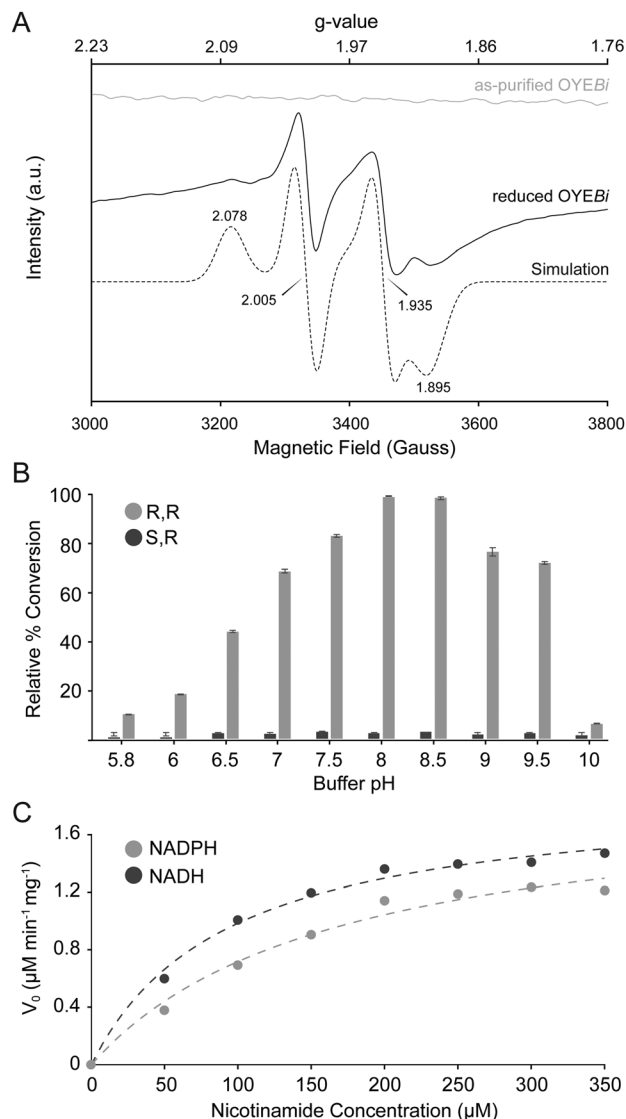 A
g-value
2.23 2.09 1.97 1.86 1.76
as-purified OYEBi
reduced OYEBi
2.078
Simulation
2.005 1.935
1.895
Intensity (a.u.)
3000 3200 3400 3600 3800
Magnetic Field (Gauss)
B
100
80
60
40
20
R,R
S,R
Relative % Conversion
5.8 6 6.5 7 7.5 8 8.5 9 9.5 10
Buffer pH
C
1.6
1.2
0.8
0.4
0
NADPH
NADH
V₀ (µM min⁻¹ mg⁻¹)
0 50 100 150 200 250 300 350
Nicotinamide Concentration (µM)